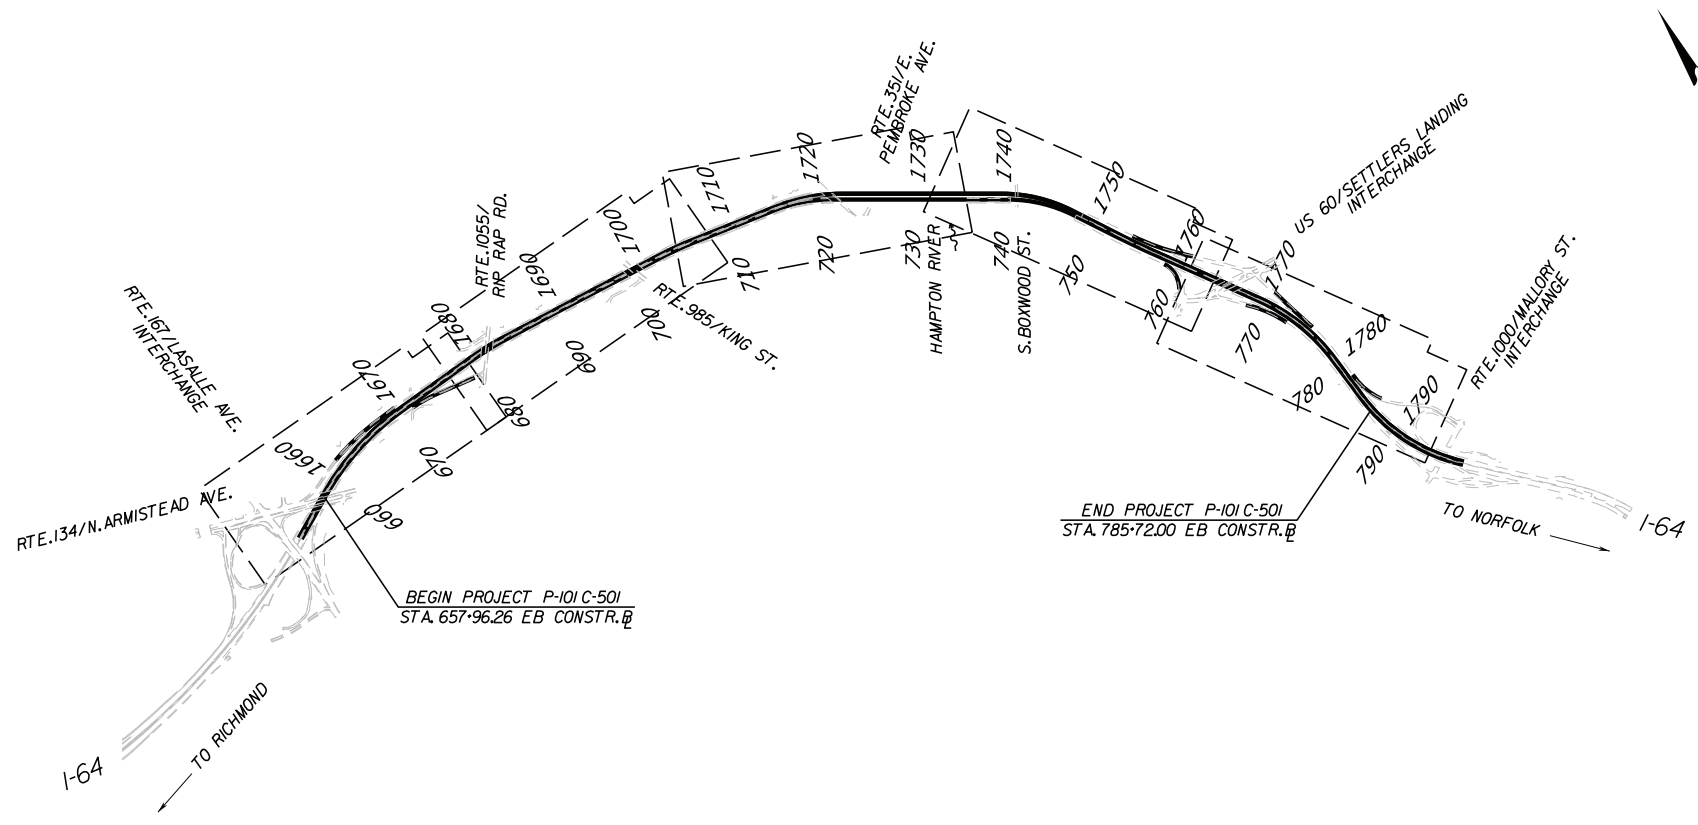 RTE.351/E.
PEMBROKE AVE.
1720
1730
1740
1710
1750
US 60/SETTLERS LANDING
INTERCHANGE
RTE.1055/
RIP RAP RD.
1700
1690
1760
1770
720
730
740
710
750
HAMPTON RIVER
S.BOXWOOD ST.
RTE.1000/MALLORY ST.
INTERCHANGE
RTE.167/LASALLE AVE.
INTERCHANGE
1680
RTE.985/KING ST.
700
760
770
1780
1670
690
780
1790
680
1660
670
790
RTE.134/N.ARMISTEAD AVE.
660
END PROJECT P-101 C-501
STA. 785+72.00 EB CONSTR. BL
TO NORFOLK
I-64
BEGIN PROJECT P-101 C-501
STA. 657+96.26 EB CONSTR. BL
TO RICHMOND
I-64